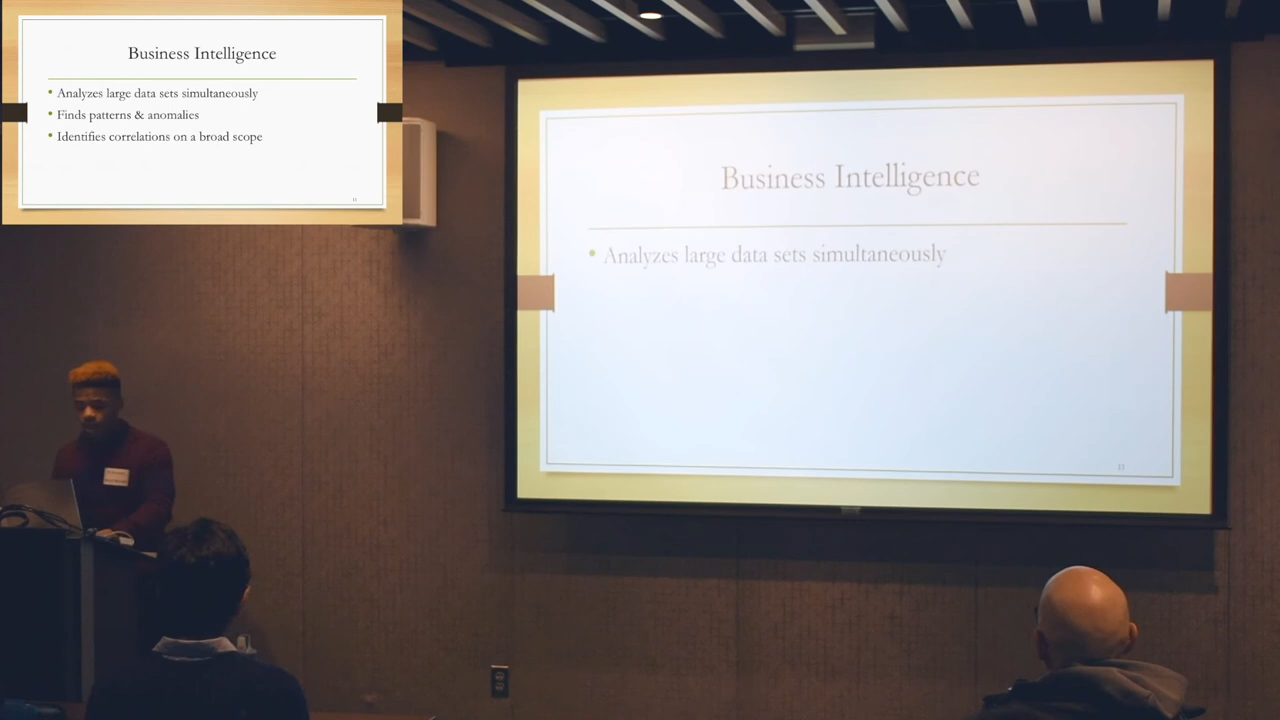 Business Intelligence
• Analyzes large data sets simultaneously
• Finds patterns & anomalies
• Identifies correlations on a broad scope
11
Business Intelligence
• Analyzes large data sets simultaneously